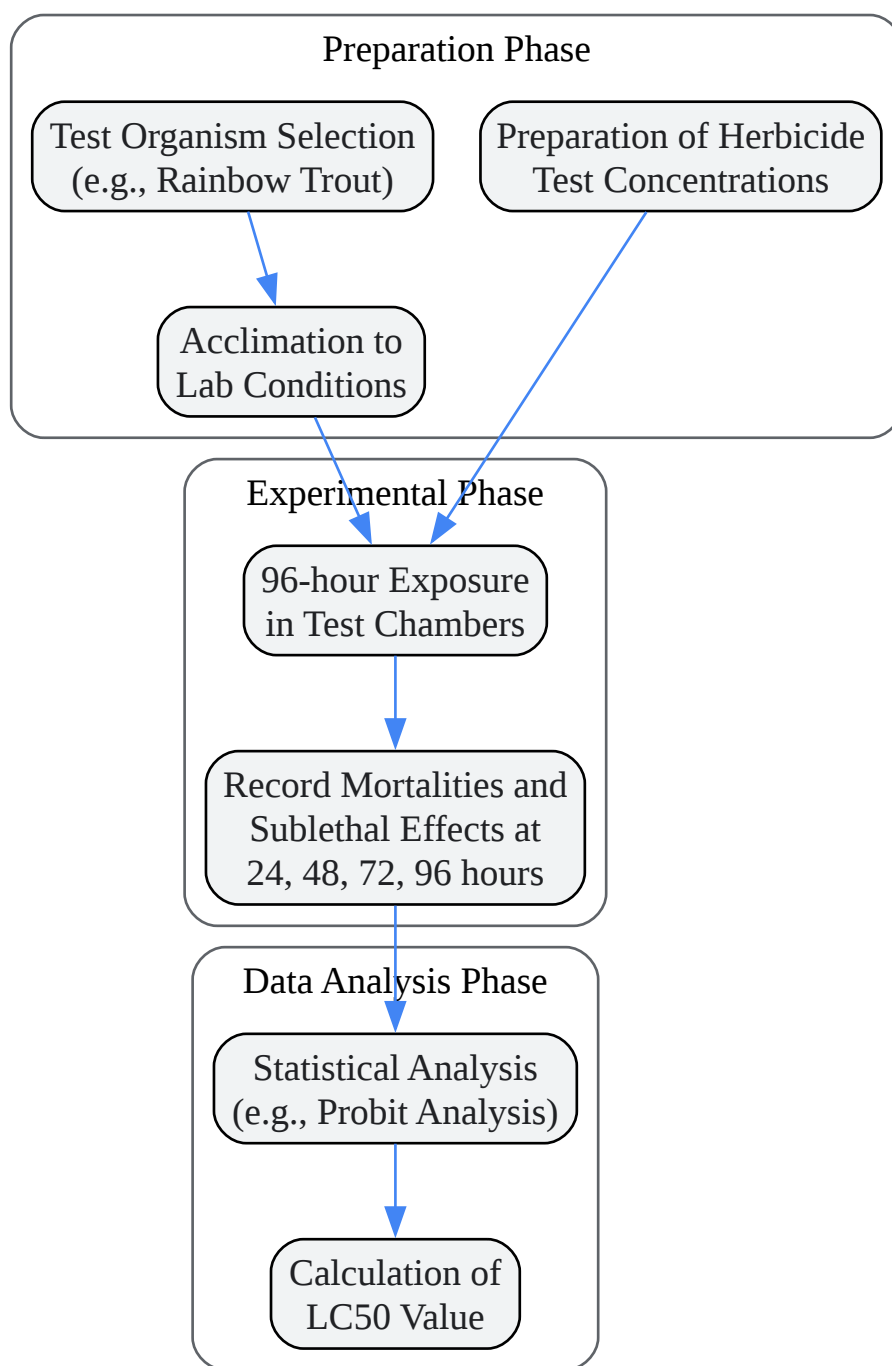 Preparation Phase
Test Organism Selection
(e.g., Rainbow Trout)
Preparation of Herbicide
Test Concentrations
Acclimation to
Lab Conditions
Experimental Phase
96-hour Exposure
in Test Chambers
Record Mortalities and
Sublethal Effects at
24, 48, 72, 96 hours
Data Analysis Phase
Statistical Analysis
(e.g., Probit Analysis)
Calculation of
LC50 Value